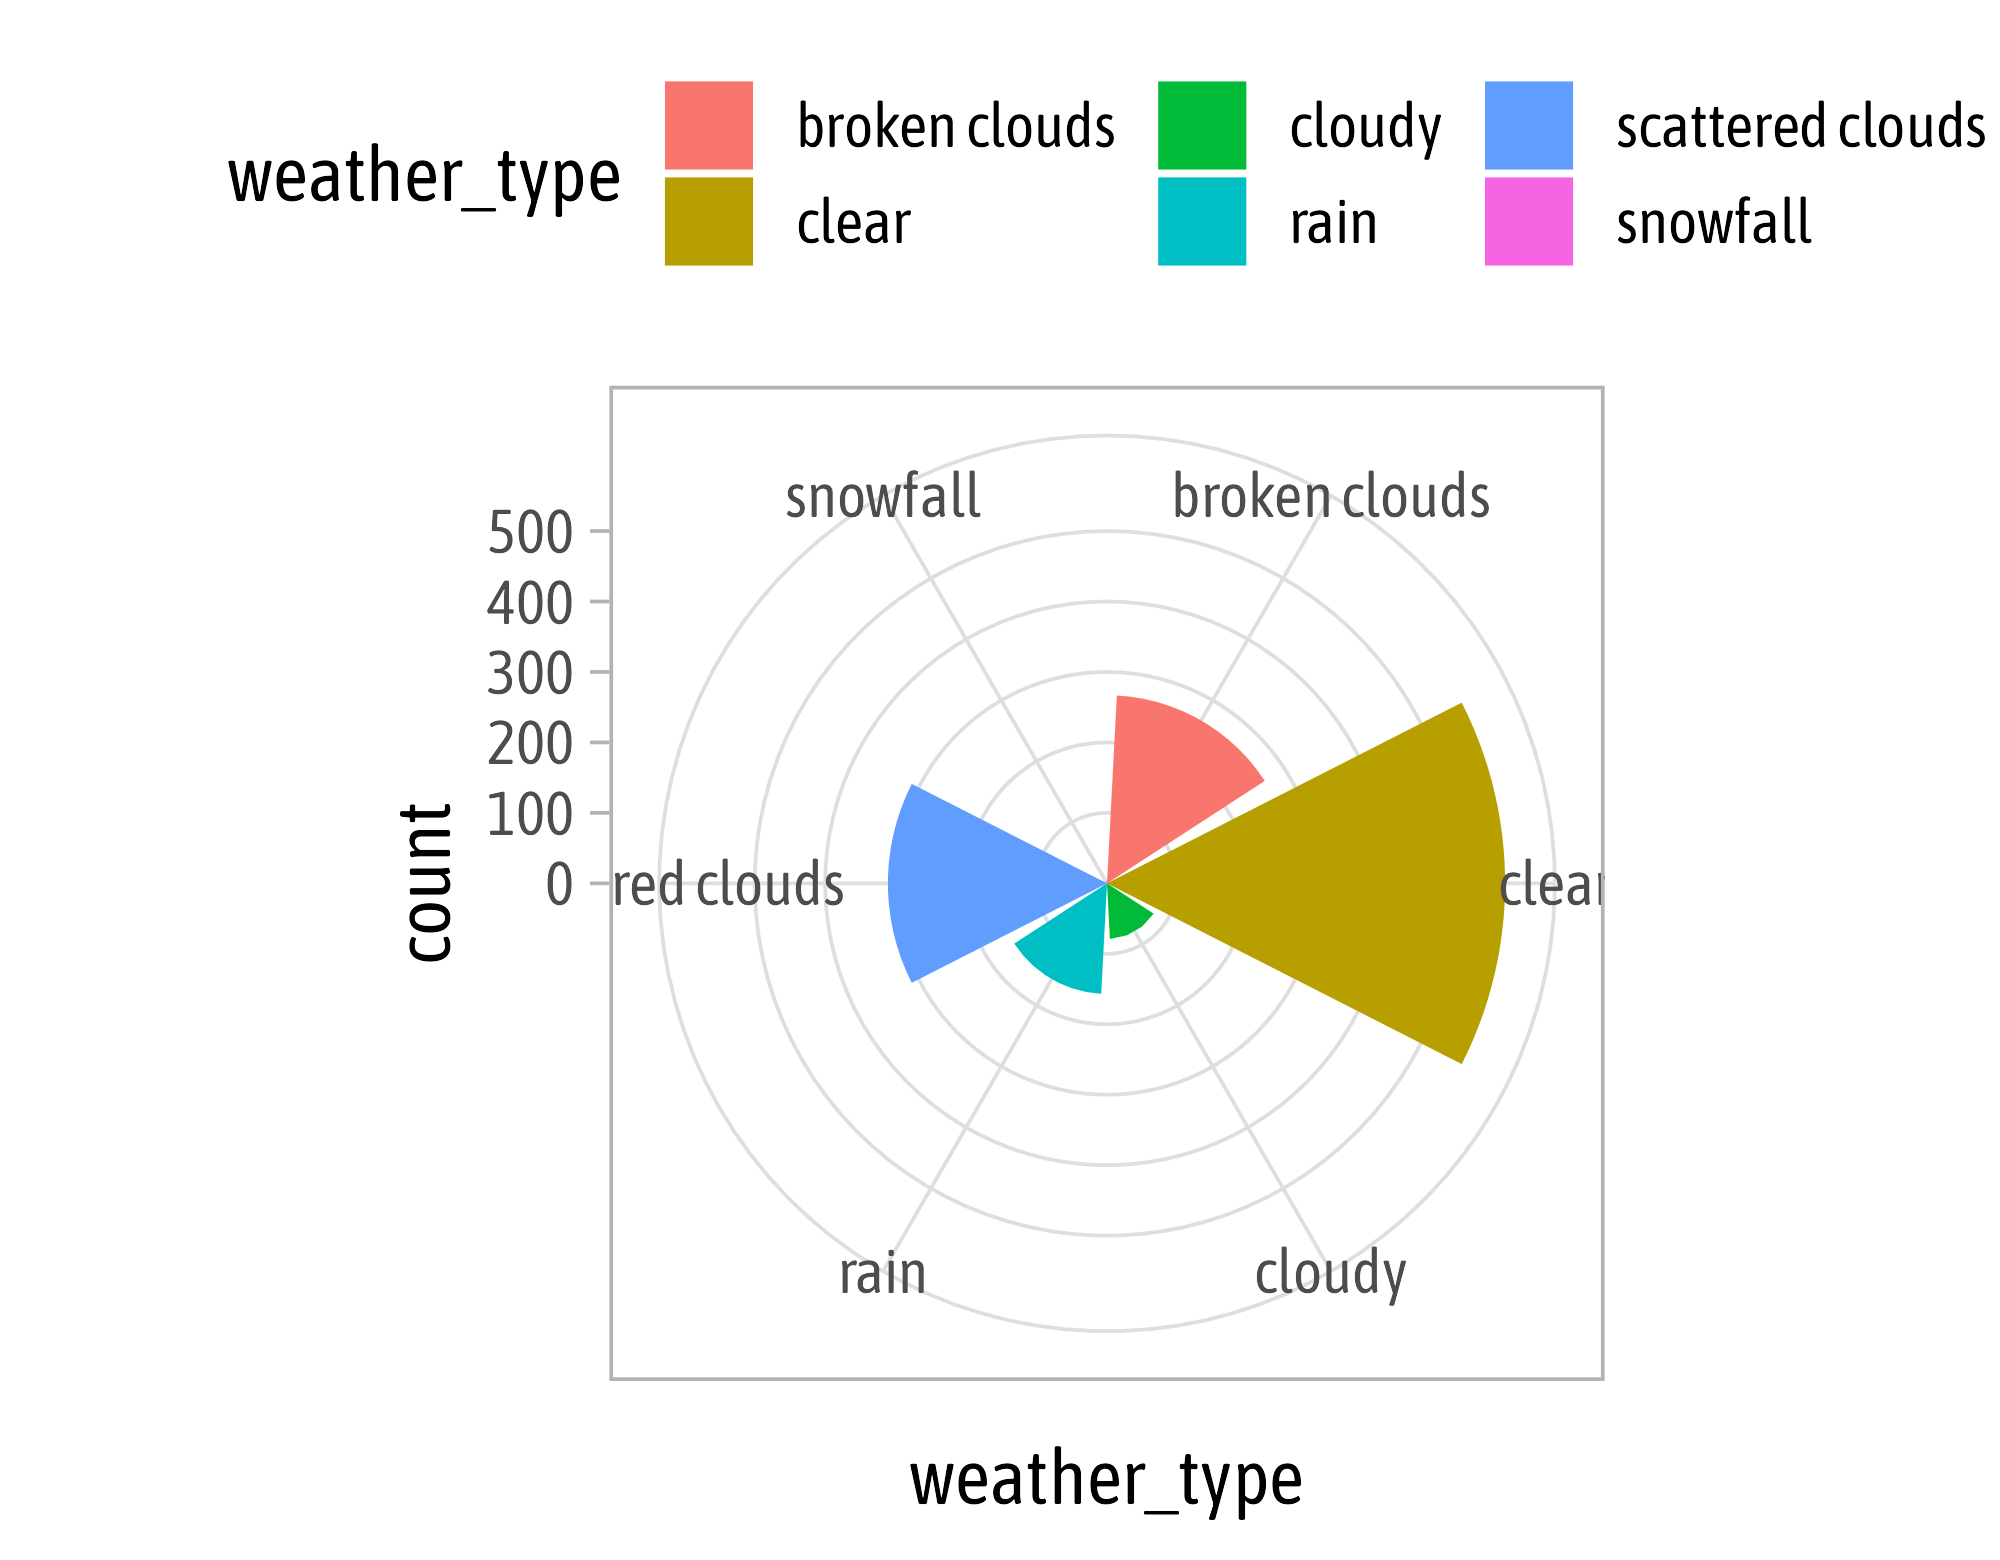 weather_type
broken clouds
cloudy
scattered clouds
clear
rain
snowfall
snowfall
broken clouds
500
400
300
200
100
0
count
red clouds
clear
rain
cloudy
weather_type